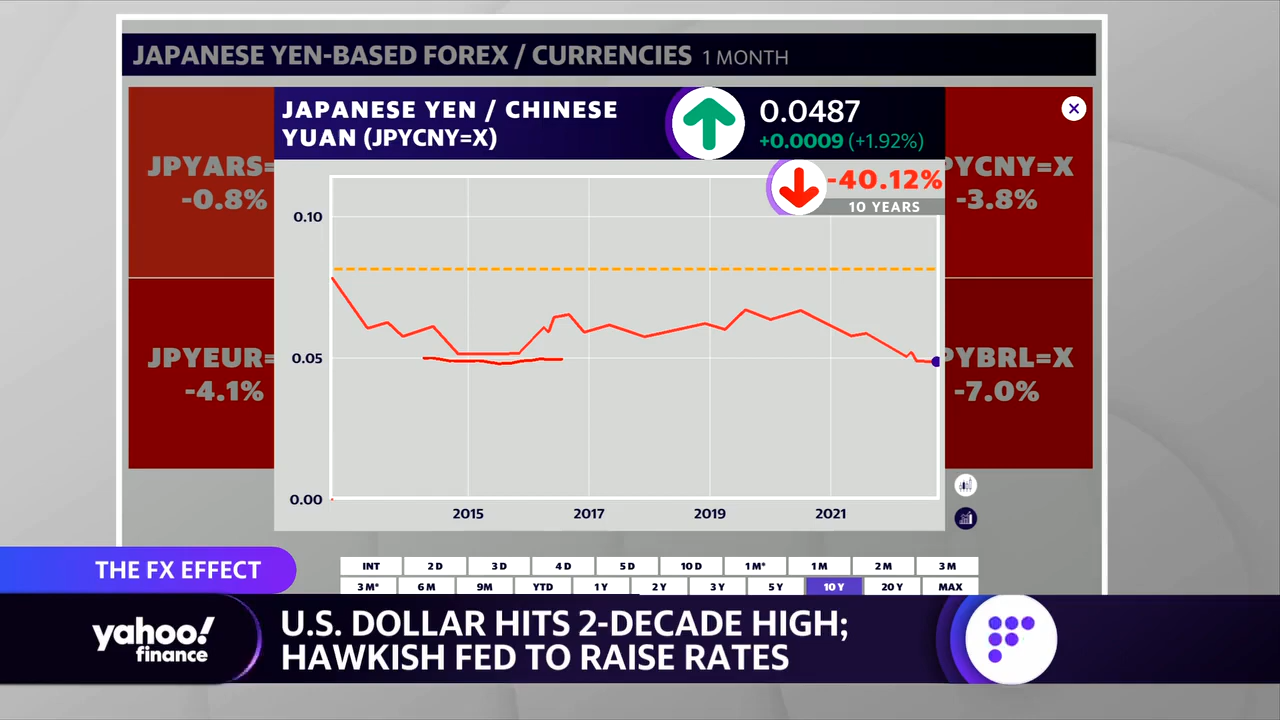 JAPANESE YEN-BASED FOREX / CURRENCIES 1 MONTH
JAPANESE YEN / CHINESE
YUAN (JPYCNY=X)
0.0487
+0.0009 (+1.92%)
-40.12%
10 YEARS
JPYARS=
-0.8%
PYCNY=X
-3.8%
JPYEUR=
-4.1%
PYBRL=X
-7.0%
0.10
0.05
0.00
2015 2017 2019 2021
INT 2 D 3 D 4 D 5 D 10 D 1 M* 1 M 2 M 3 M
3 M* 6 M 9M YTD 1 Y 2 Y 3 Y 5 Y 10 Y 20 Y MAX
THE FX EFFECT
yahoo!
finance
U.S. DOLLAR HITS 2-DECADE HIGH;
HAWKISH FED TO RAISE RATES